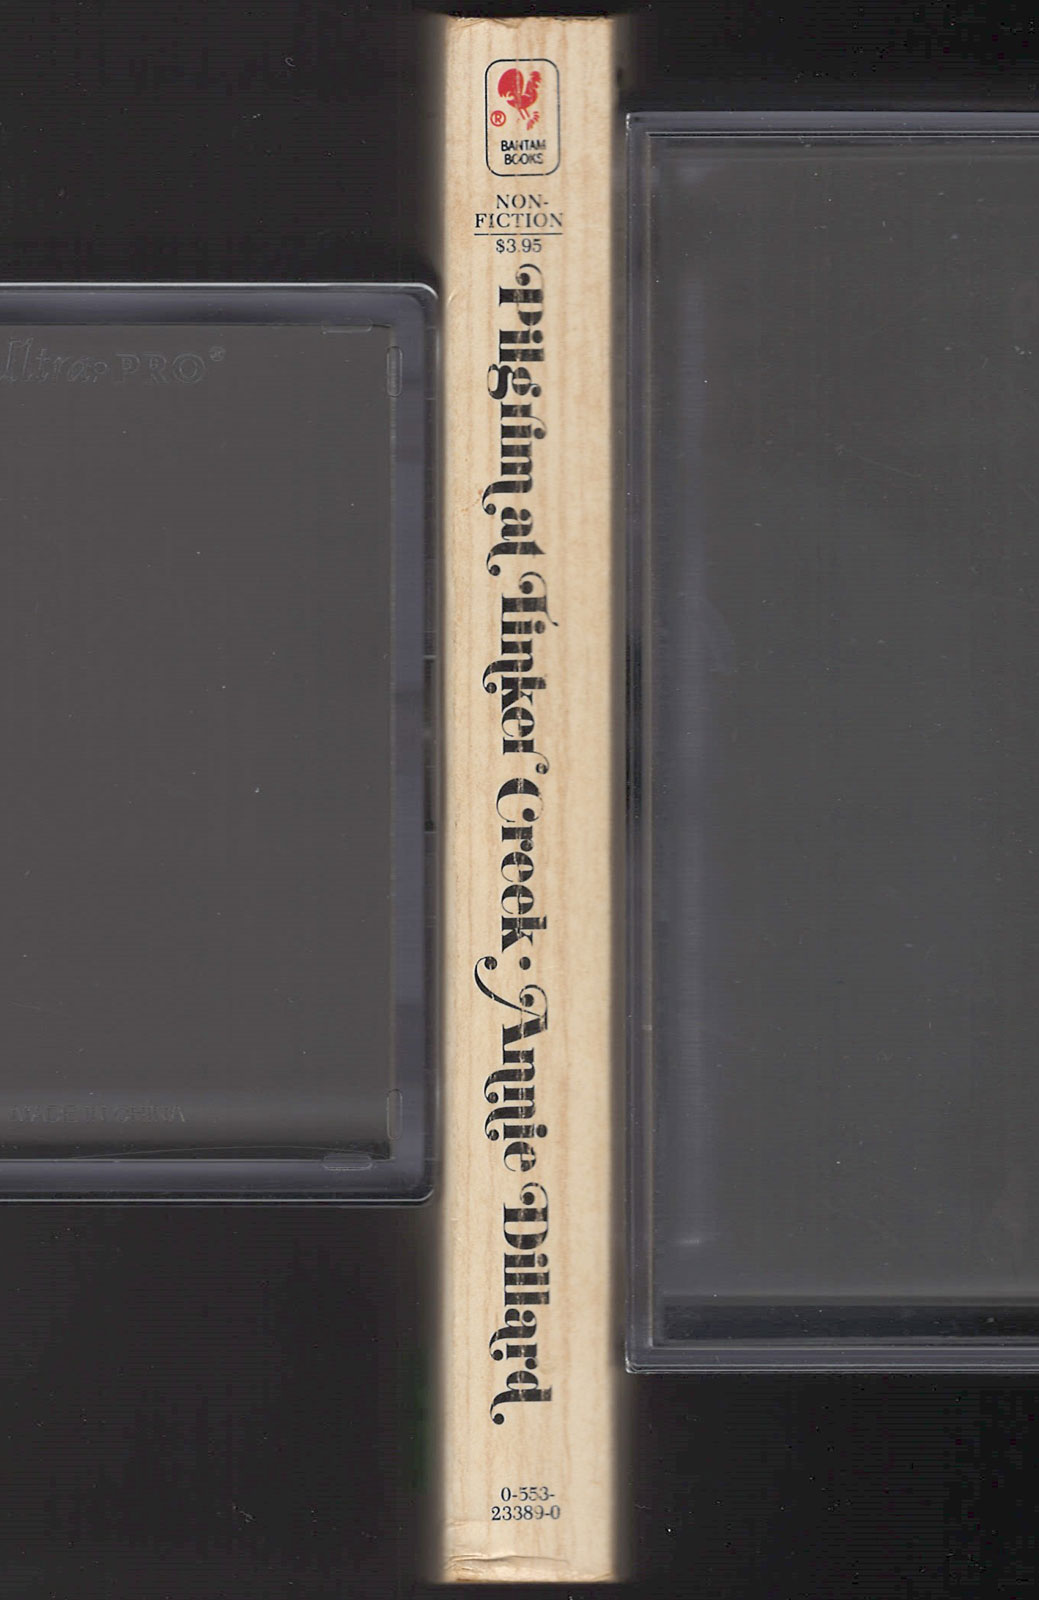 ®
BANTAM
BOOKS
NON-
FICTION
$3.95
Pilgrim at Tinker Creek • Annie Dillard
0-553-
23389-0
Ultra•PRO®
MADE IN CHINA